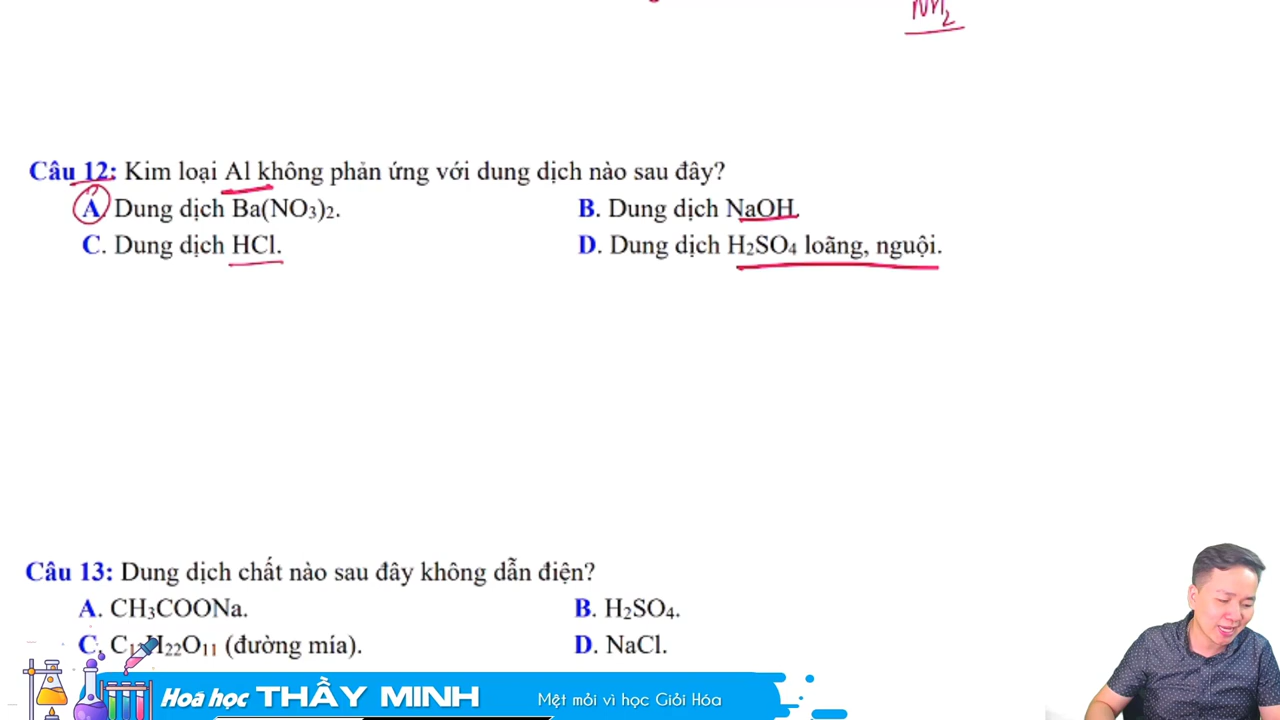 NH2
Câu 12: Kim loại Al không phản ứng với dung dịch nào sau đây?
A. Dung dịch Ba(NO3)2.
B. Dung dịch NaOH.
C. Dung dịch HCl.
D. Dung dịch H2SO4 loãng, nguội.
Câu 13: Dung dịch chất nào sau đây không dẫn điện?
A. CH3COONa.
B. H2SO4.
C. C12H22O11 (đường mía).
D. NaCl.
Hoá học THẦY MINH
Mệt mỏi vì học Giỏi Hóa